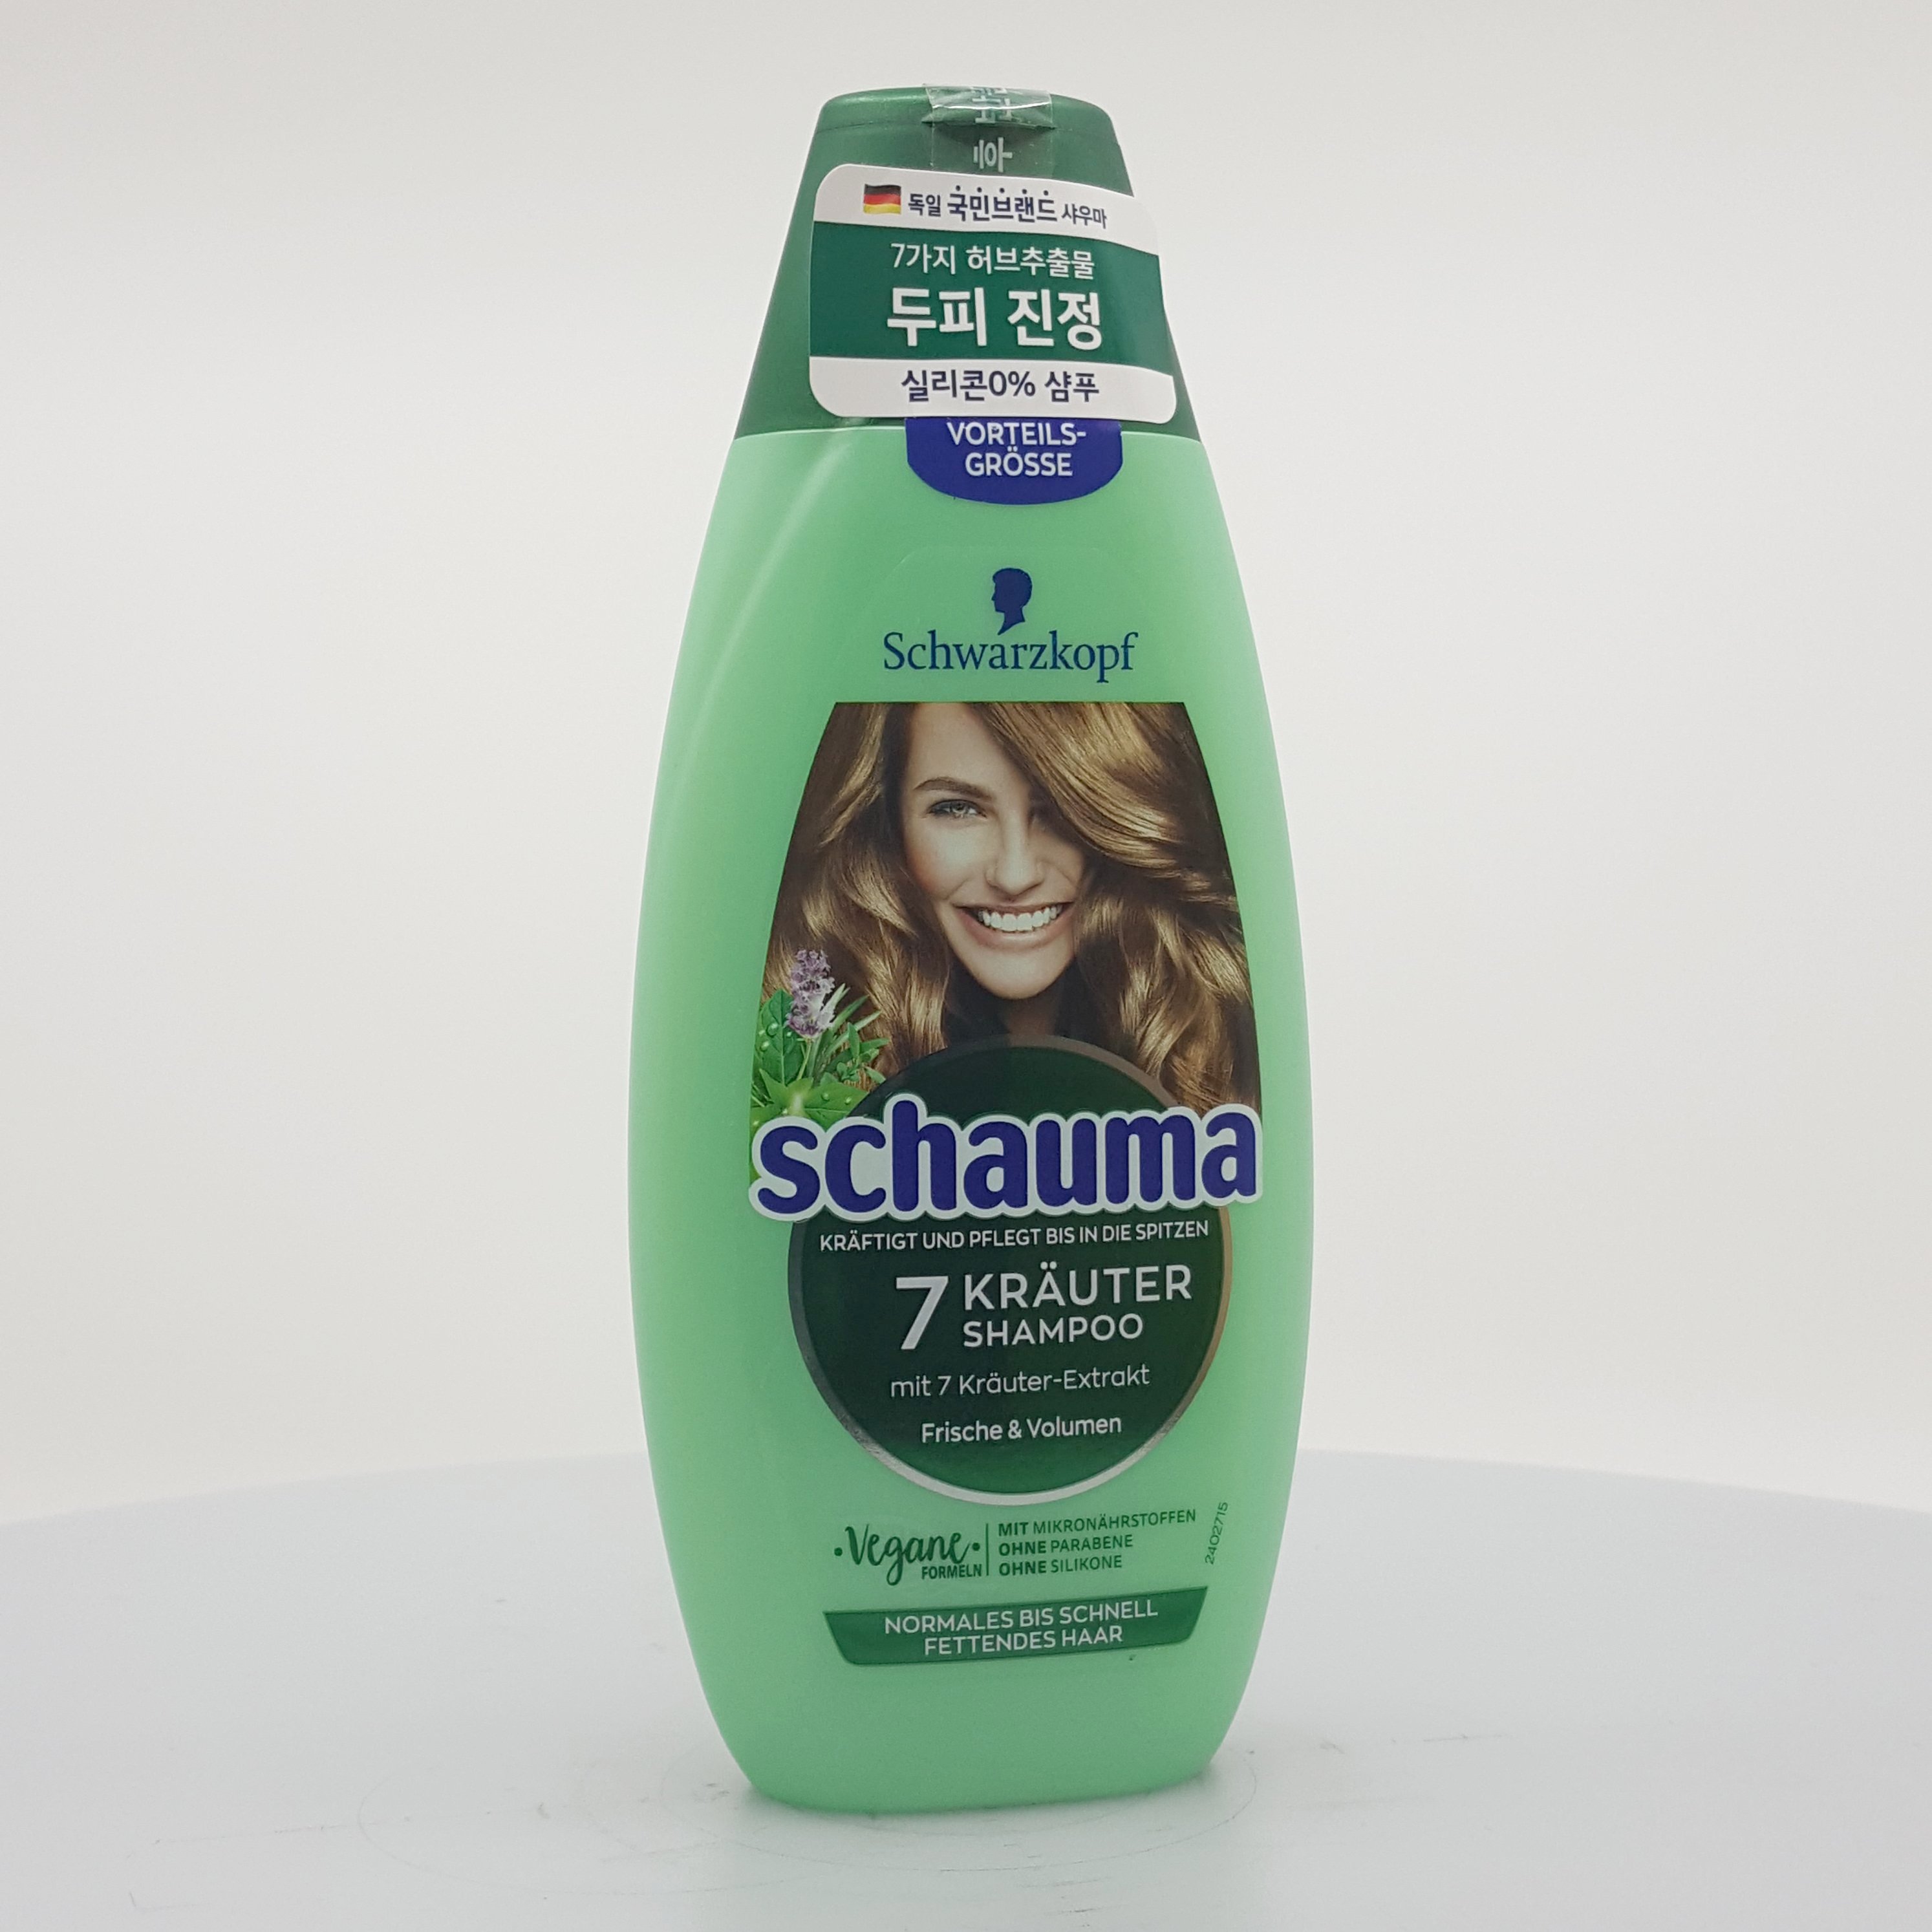 독일 국민브랜드 샤우마
7가지 허브추출물
두피 진정
실리콘0% 샴푸
VORTEILS-
GRÖSSE
Schwarzkopf
schauma
KRÄFTIGT UND PFLEGT BIS IN DIE SPITZEN
7 KRÄUTER
SHAMPOO
mit 7 Kräuter-Extrakt
Frische & Volumen
Vegane
FORMELN
MIT MIKRONÄHRSTOFFEN
OHNE PARABENE
OHNE SILIKONE
2402715
NORMALES BIS SCHNELL
FETTENDES HAAR